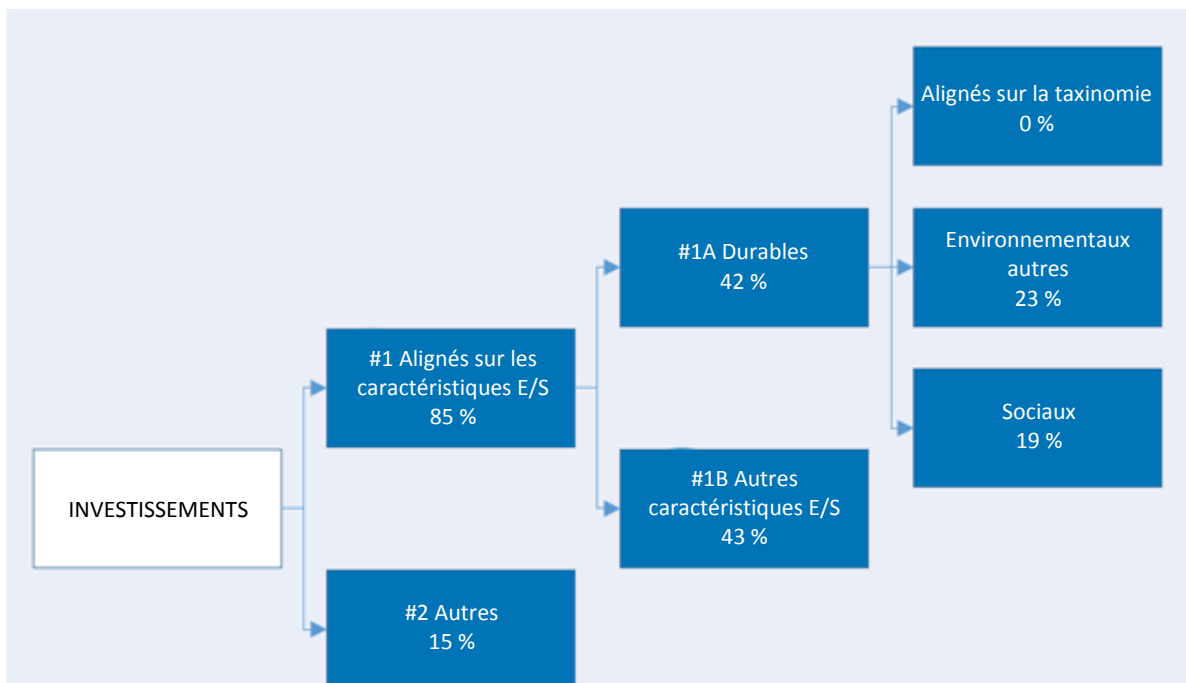 INVESTISSEMENTS
#1 Alignés sur les
caractéristiques E/S
85 %
#2 Autres
15 %
#1A Durables
42 %
#1B Autres
caractéristiques E/S
43 %
Alignés sur la taxinomie
0 %
Environnementaux
autres
23 %
Sociaux
19 %